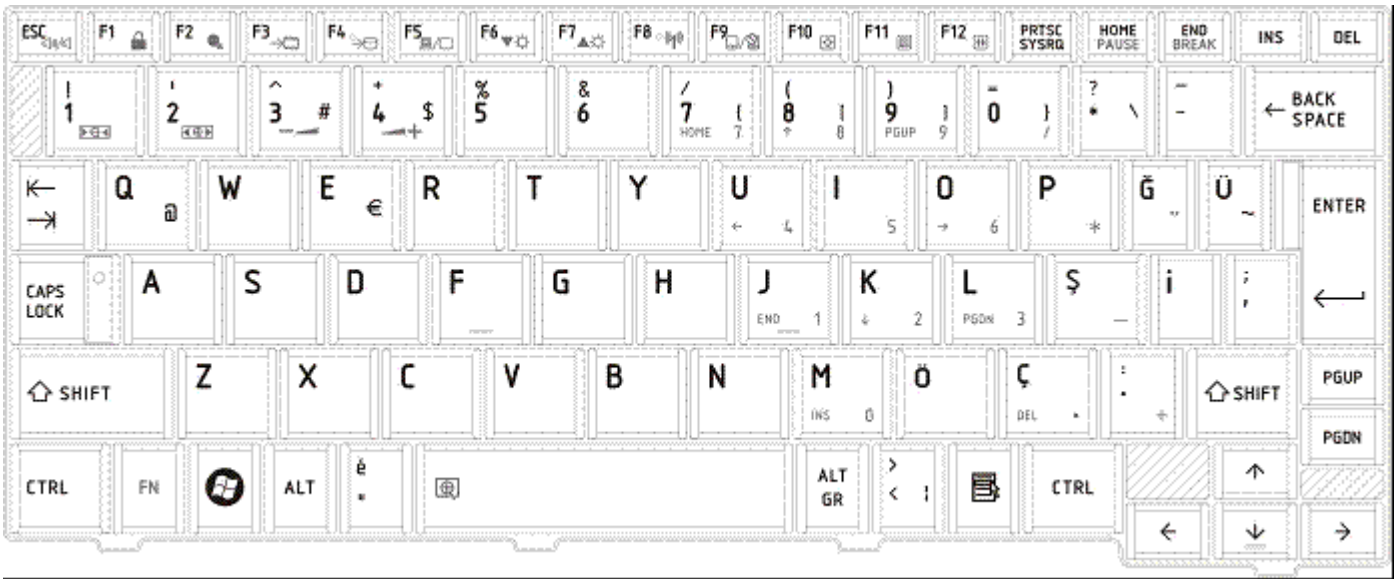 ESC F1 F2 F3 F4 F5 F6 F7 F8 F9 F10 F11 F12 PRTSC HOME END INS DEL
SYSRQ PAUSE BREAK
! ' ^ + % & / ( ) = ? _ BACK
1 2 3 # 4 $ 5 6 7 { 8 [ 9 ] 0 } * \ - ← SPACE
HOME 7 ↑ 8 PGUP 9 /
Q W E R T Y U I O P Ğ Ü ENTER
@ € ¨ ~
← 4 5 → 6 *
CAPS A S D F G H J K L Ş İ ;
LOCK ,
END 1 ↓ 2 PGDN 3
SHIFT Z X C V B N M Ö Ç : SHIFT PGUP
.
INS 0 DEL . ÷
PGDN
é > ALT
CTRL FN ALT " GR < ¦ CTRL ↑
← ↓ →